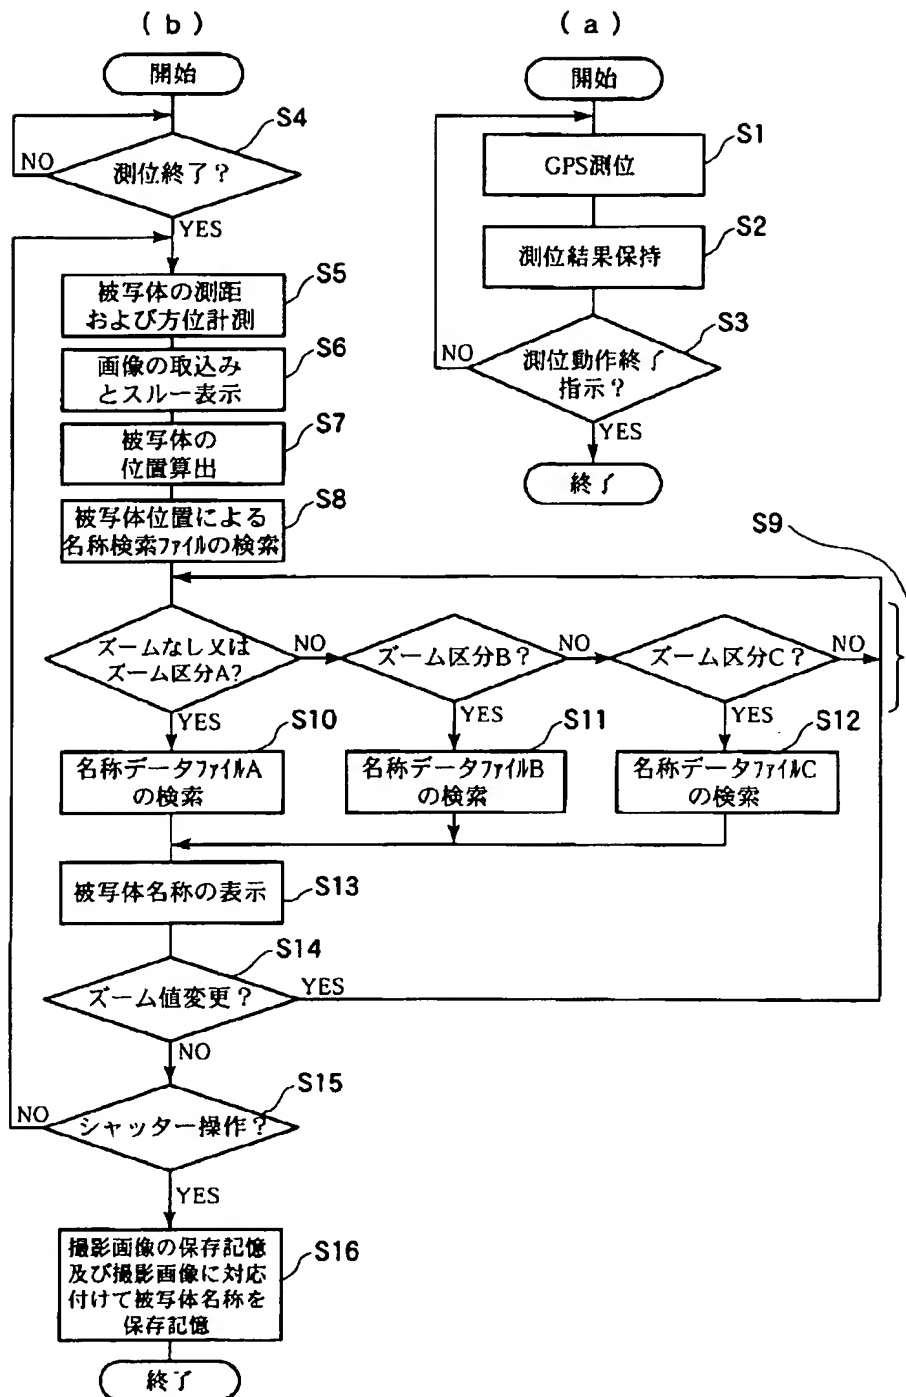 ( b )
開始
S4
NO
測位終了?
YES
S5
被写体の測距
および方位計測
S6
画像の取込み
とスルー表示
S7
被写体の
位置算出
S8
被写体位置による
名称検索ファイルの検索
S9
ズームなし又は
ズーム区分A?
NO
ズーム区分B?
NO
ズーム区分C?
NO
YES
YES
YES
S10
名称データファイルA
の検索
S11
名称データファイルB
の検索
S12
名称データファイルC
の検索
S13
被写体名称の表示
S14
ズーム値変更?
YES
NO
S15
NO
シャッター操作?
YES
S16
撮影画像の保存記憶
及び撮影画像に対応
付けて被写体名称を
保存記憶
終了
( a )
開始
S1
GPS測位
S2
測位結果保持
S3
NO
測位動作終了
指示?
YES
終了